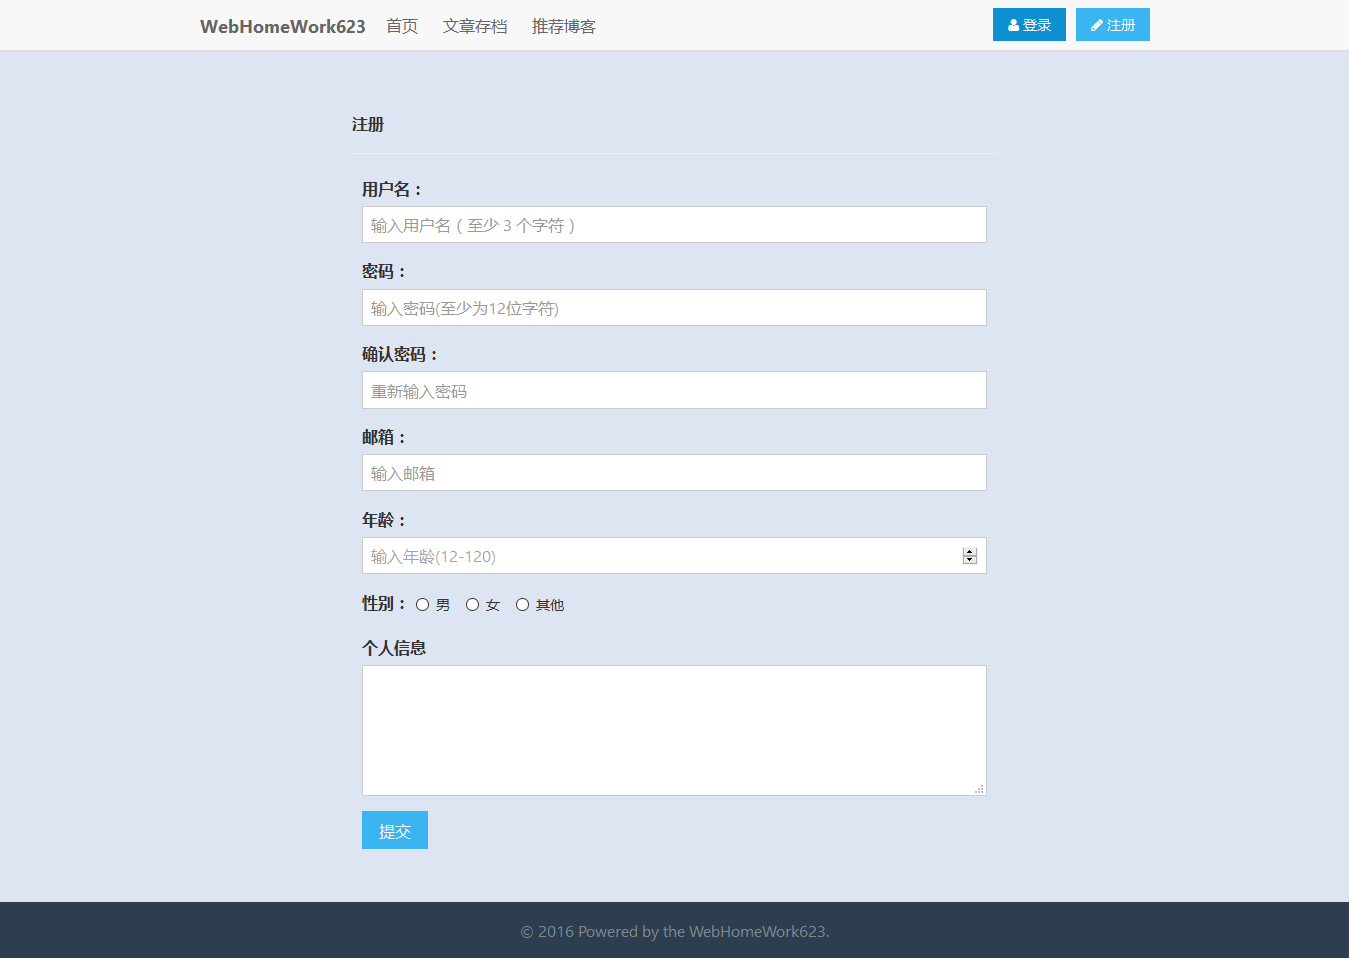 WebHomeWork623 首页 文章存档 推荐博客 登录 注册
注册
用户名：
输入用户名（至少 3 个字符）
密码：
输入密码(至少为12位字符)
确认密码：
重新输入密码
邮箱：
输入邮箱
年龄：
输入年龄(12-120)
性别： 男 女 其他
个人信息
提交
© 2016 Powered by the WebHomeWork623.